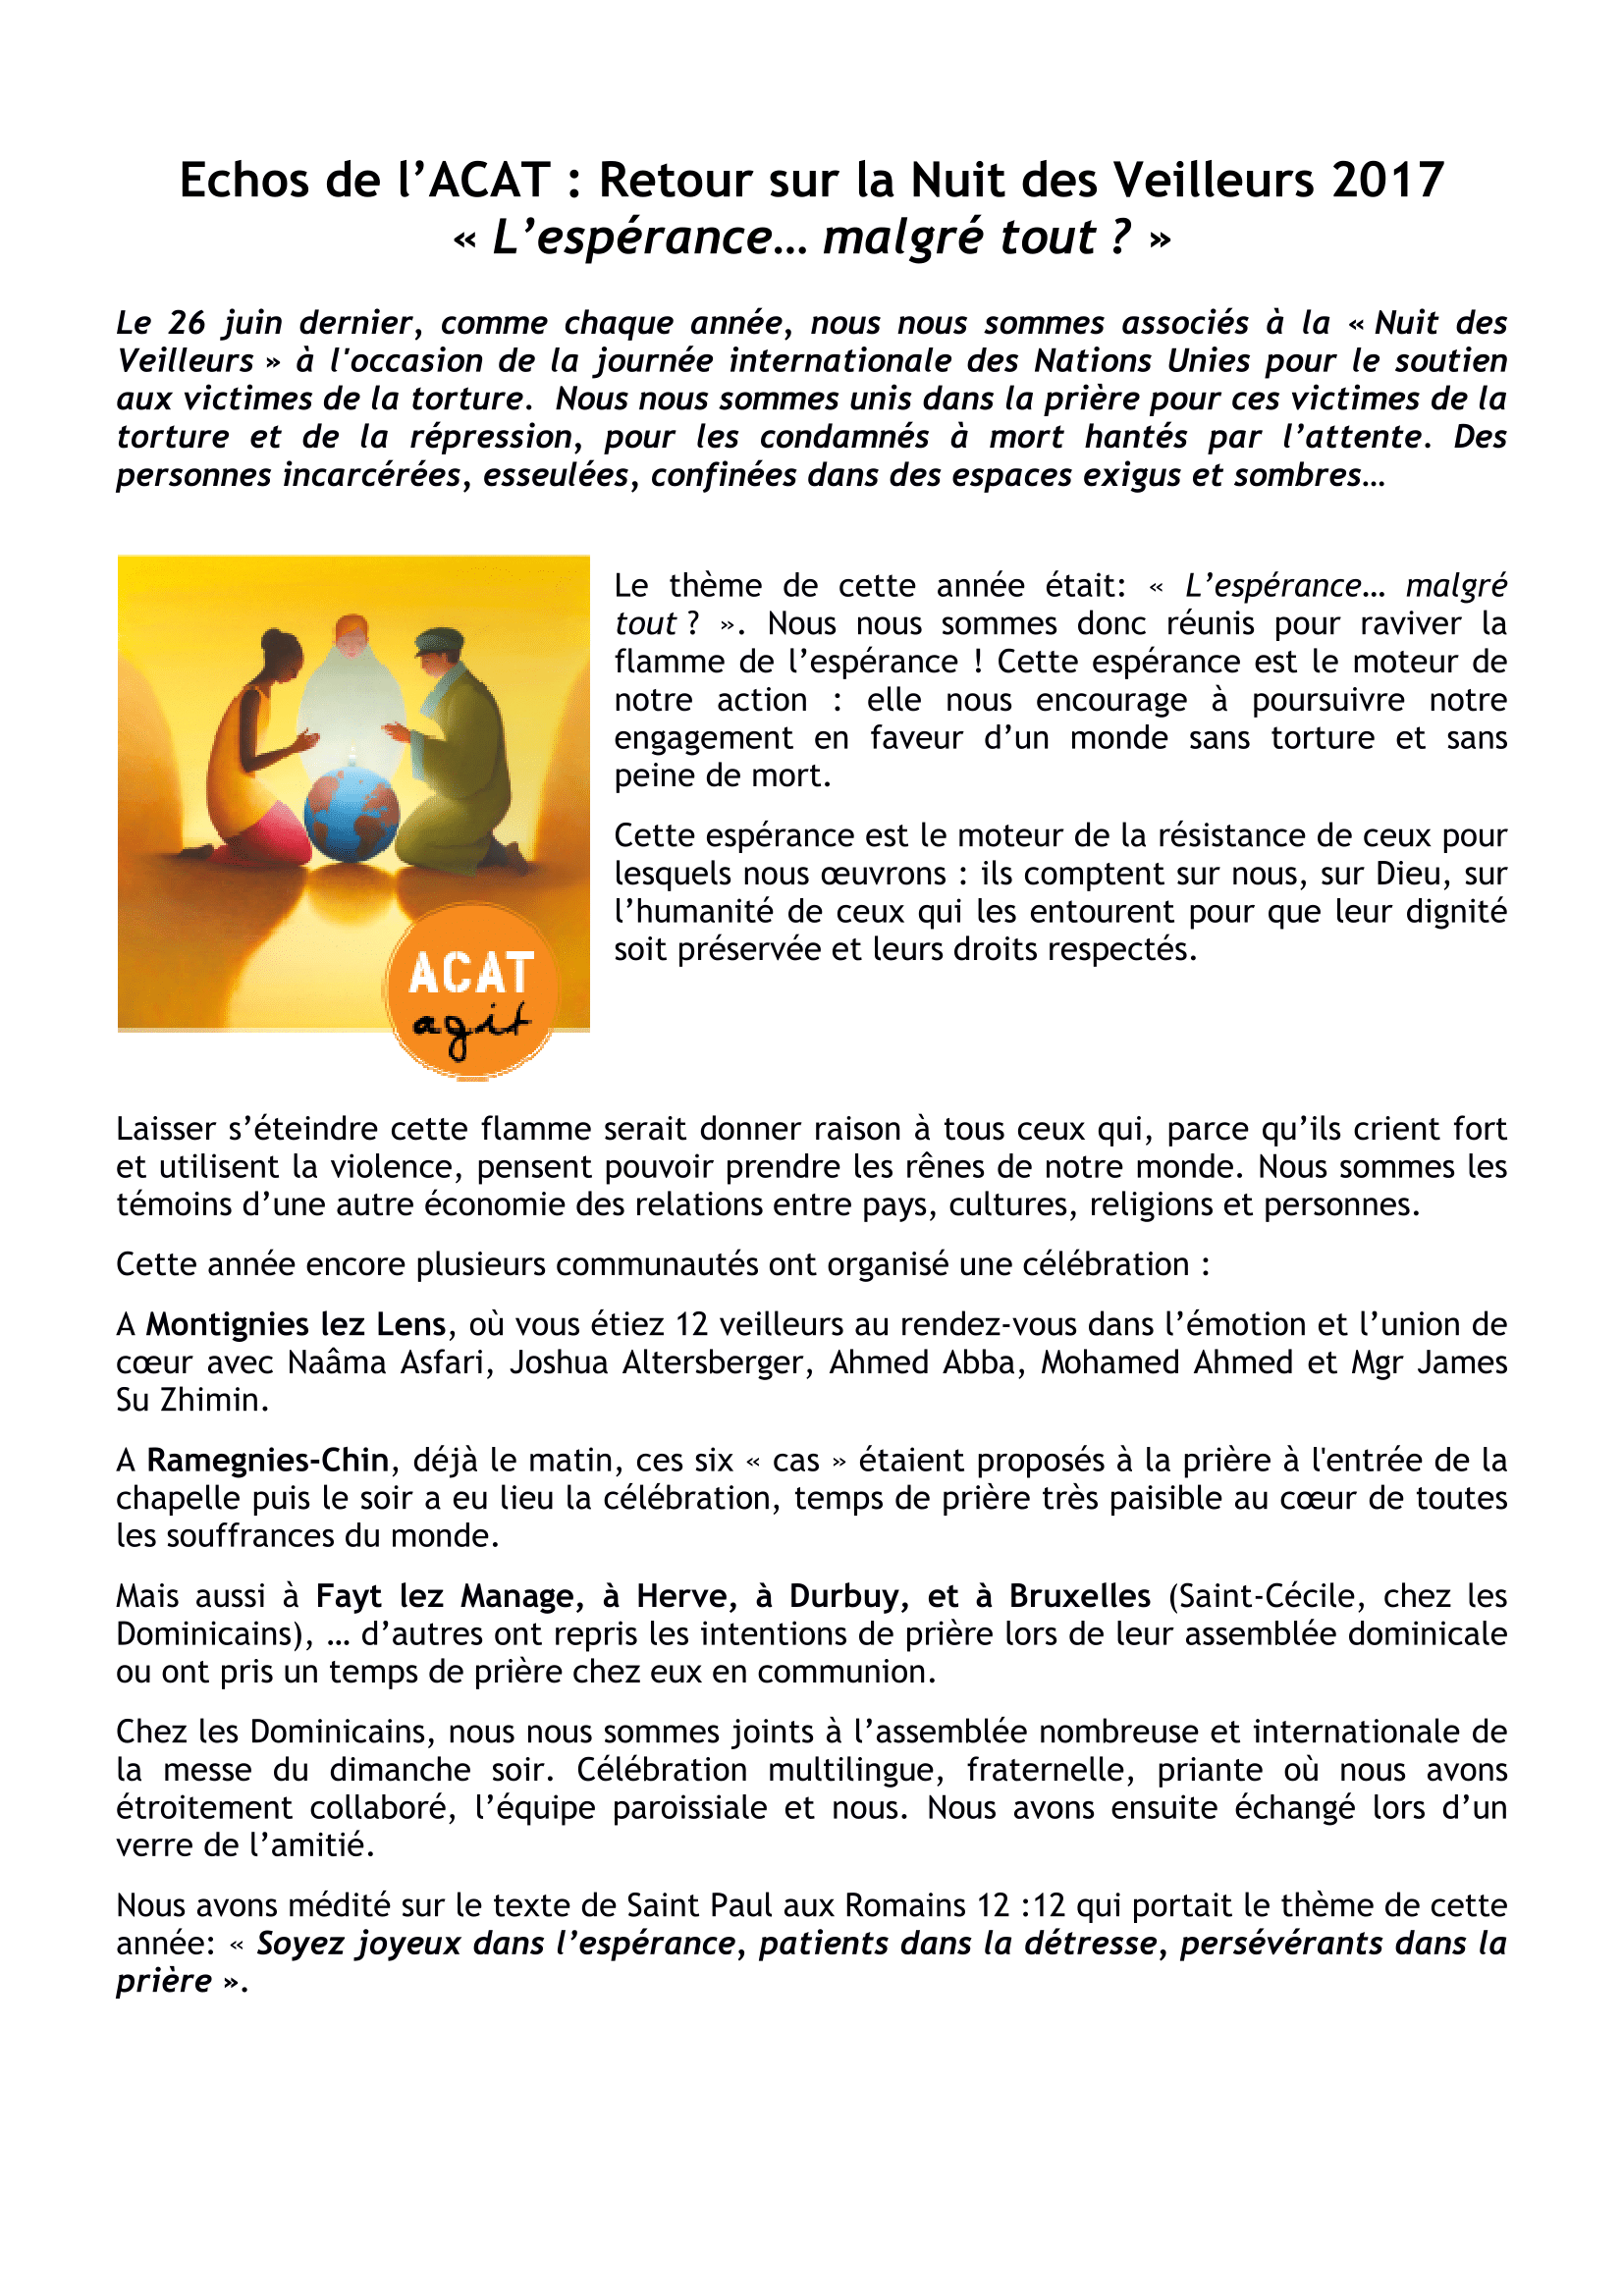 Echos de l’ACAT : Retour sur la Nuit des Veilleurs 2017
« L’espérance… malgré tout ? »
Le 26 juin dernier, comme chaque année, nous nous sommes associés à la « Nuit des
Veilleurs » à l'occasion de la journée internationale des Nations Unies pour le soutien
aux victimes de la torture. Nous nous sommes unis dans la prière pour ces victimes de la
torture et de la répression, pour les condamnés à mort hantés par l’attente. Des
personnes incarcérées, esseulées, confinées dans des espaces exigus et sombres…
Le thème de cette année était: « L’espérance… malgré
tout ? ». Nous nous sommes donc réunis pour raviver la
flamme de l’espérance ! Cette espérance est le moteur de
notre action : elle nous encourage à poursuivre notre
engagement en faveur d’un monde sans torture et sans
peine de mort.
Cette espérance est le moteur de la résistance de ceux pour
lesquels nous œuvrons : ils comptent sur nous, sur Dieu, sur
l’humanité de ceux qui les entourent pour que leur dignité
soit préservée et leurs droits respectés.
ACAT
agit
Laisser s’éteindre cette flamme serait donner raison à tous ceux qui, parce qu’ils crient fort
et utilisent la violence, pensent pouvoir prendre les rênes de notre monde. Nous sommes les
témoins d’une autre économie des relations entre pays, cultures, religions et personnes.
Cette année encore plusieurs communautés ont organisé une célébration :
A Montignies lez Lens, où vous étiez 12 veilleurs au rendez-vous dans l’émotion et l’union de
cœur avec Naâma Asfari, Joshua Altersberger, Ahmed Abba, Mohamed Ahmed et Mgr James
Su Zhimin.
A Ramegnies-Chin, déjà le matin, ces six « cas » étaient proposés à la prière à l'entrée de la
chapelle puis le soir a eu lieu la célébration, temps de prière très paisible au cœur de toutes
les souffrances du monde.
Mais aussi à Fayt lez Manage, à Herve, à Durbuy, et à Bruxelles (Saint-Cécile, chez les
Dominicains), … d’autres ont repris les intentions de prière lors de leur assemblée dominicale
ou ont pris un temps de prière chez eux en communion.
Chez les Dominicains, nous nous sommes joints à l’assemblée nombreuse et internationale de
la messe du dimanche soir. Célébration multilingue, fraternelle, priante où nous avons
étroitement collaboré, l’équipe paroissiale et nous. Nous avons ensuite échangé lors d’un
verre de l’amitié.
Nous avons médité sur le texte de Saint Paul aux Romains 12 :12 qui portait le thème de cette
année: « Soyez joyeux dans l’espérance, patients dans la détresse, persévérants dans la
prière ».